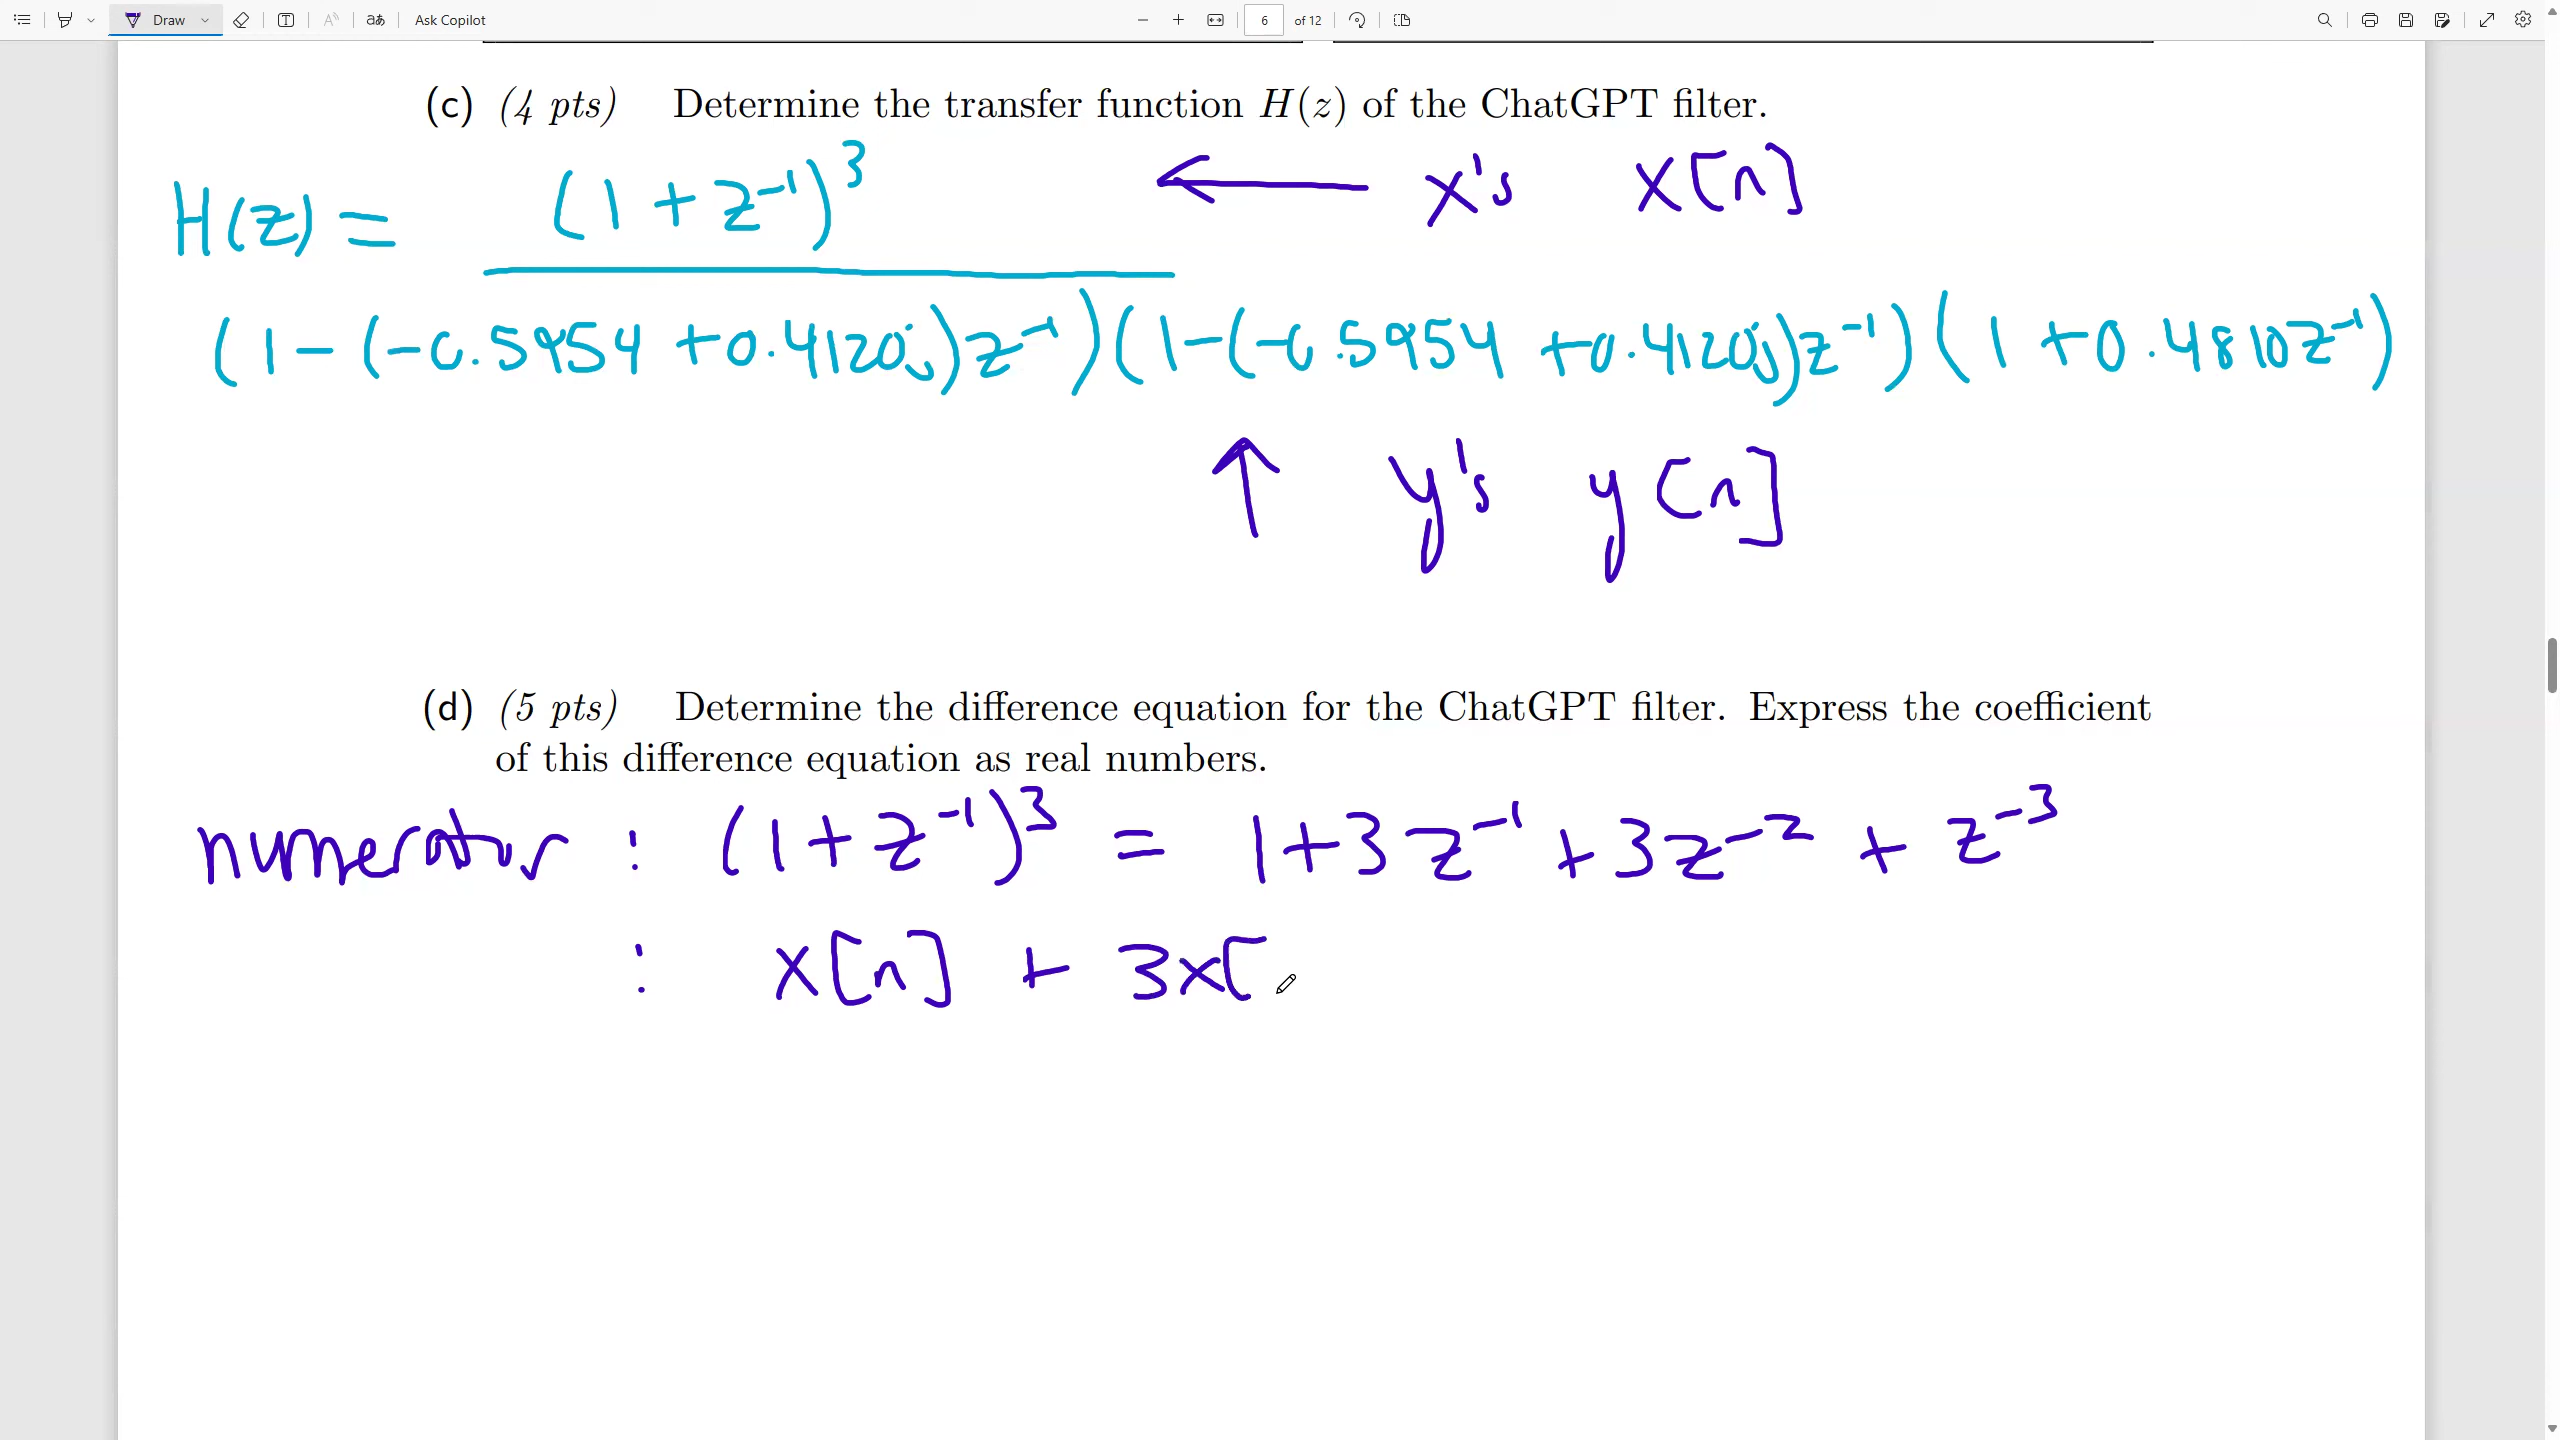 Draw aあ Ask Copilot 6 of 12
(c) (4 pts) Determine the transfer function H(z) of the ChatGPT filter.
H(z) = (1 + z⁻¹)³ ← x's x[n]
(1 - (-0.5954 + 0.4120j)z⁻¹)(1 - (-0.5954 + 0.4120j)z⁻¹)(1 + 0.4810z⁻¹)
↑ y's y[n]
(d) (5 pts) Determine the difference equation for the ChatGPT filter. Express the coefficient
of this difference equation as real numbers.
numerator : (1 + z⁻¹)³ = 1 + 3z⁻¹ + 3z⁻² + z⁻³
: x[n] + 3x[